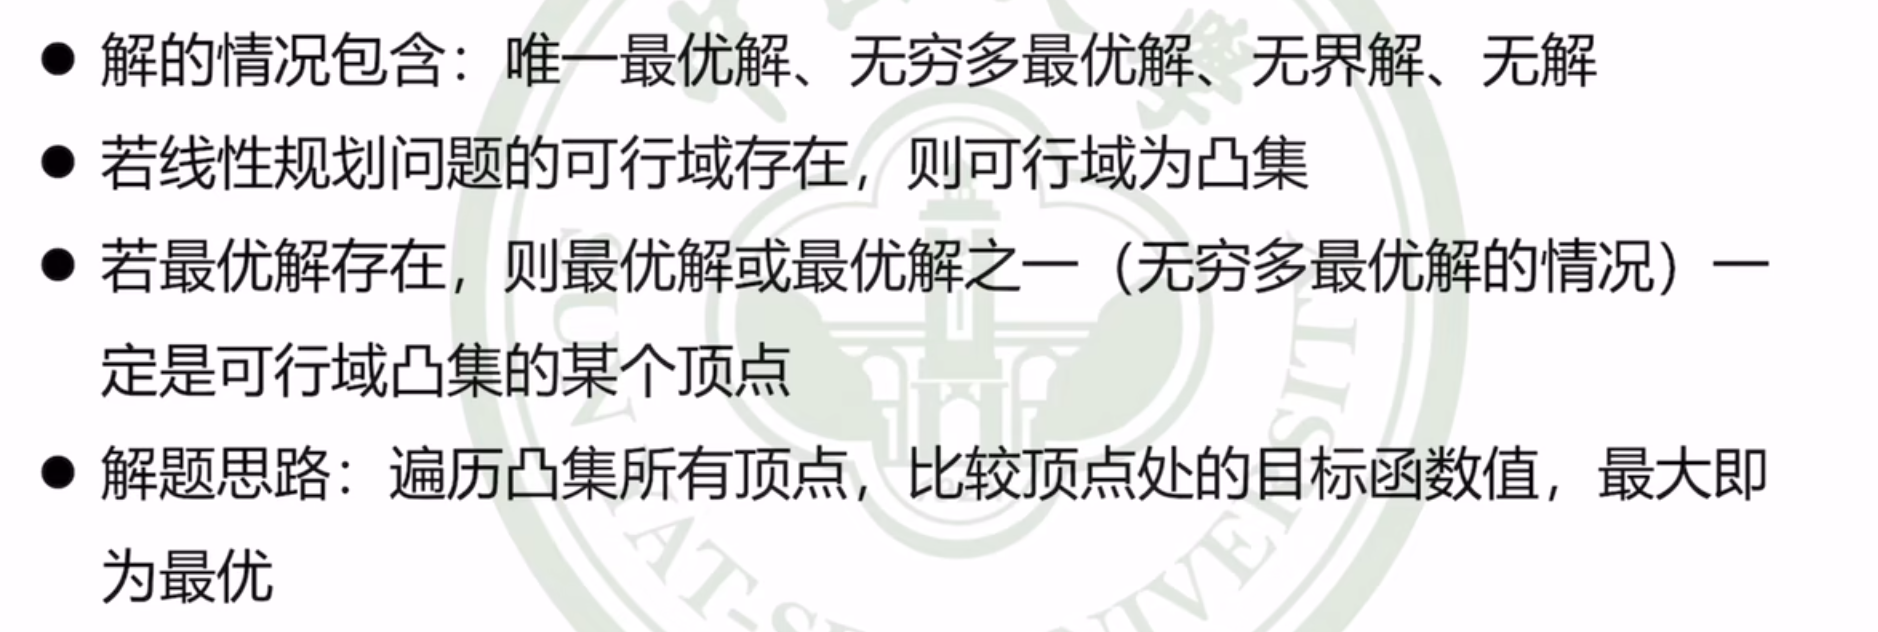 ● 解的情况包含：唯一最优解、无穷多最优解、无界解、无解
● 若线性规划问题的可行域存在，则可行域为凸集
● 若最优解存在，则最优解或最优解之一（无穷多最优解的情况）一
定是可行域凸集的某个顶点
● 解题思路：遍历凸集所有顶点，比较顶点处的目标函数值，最大即
为最优